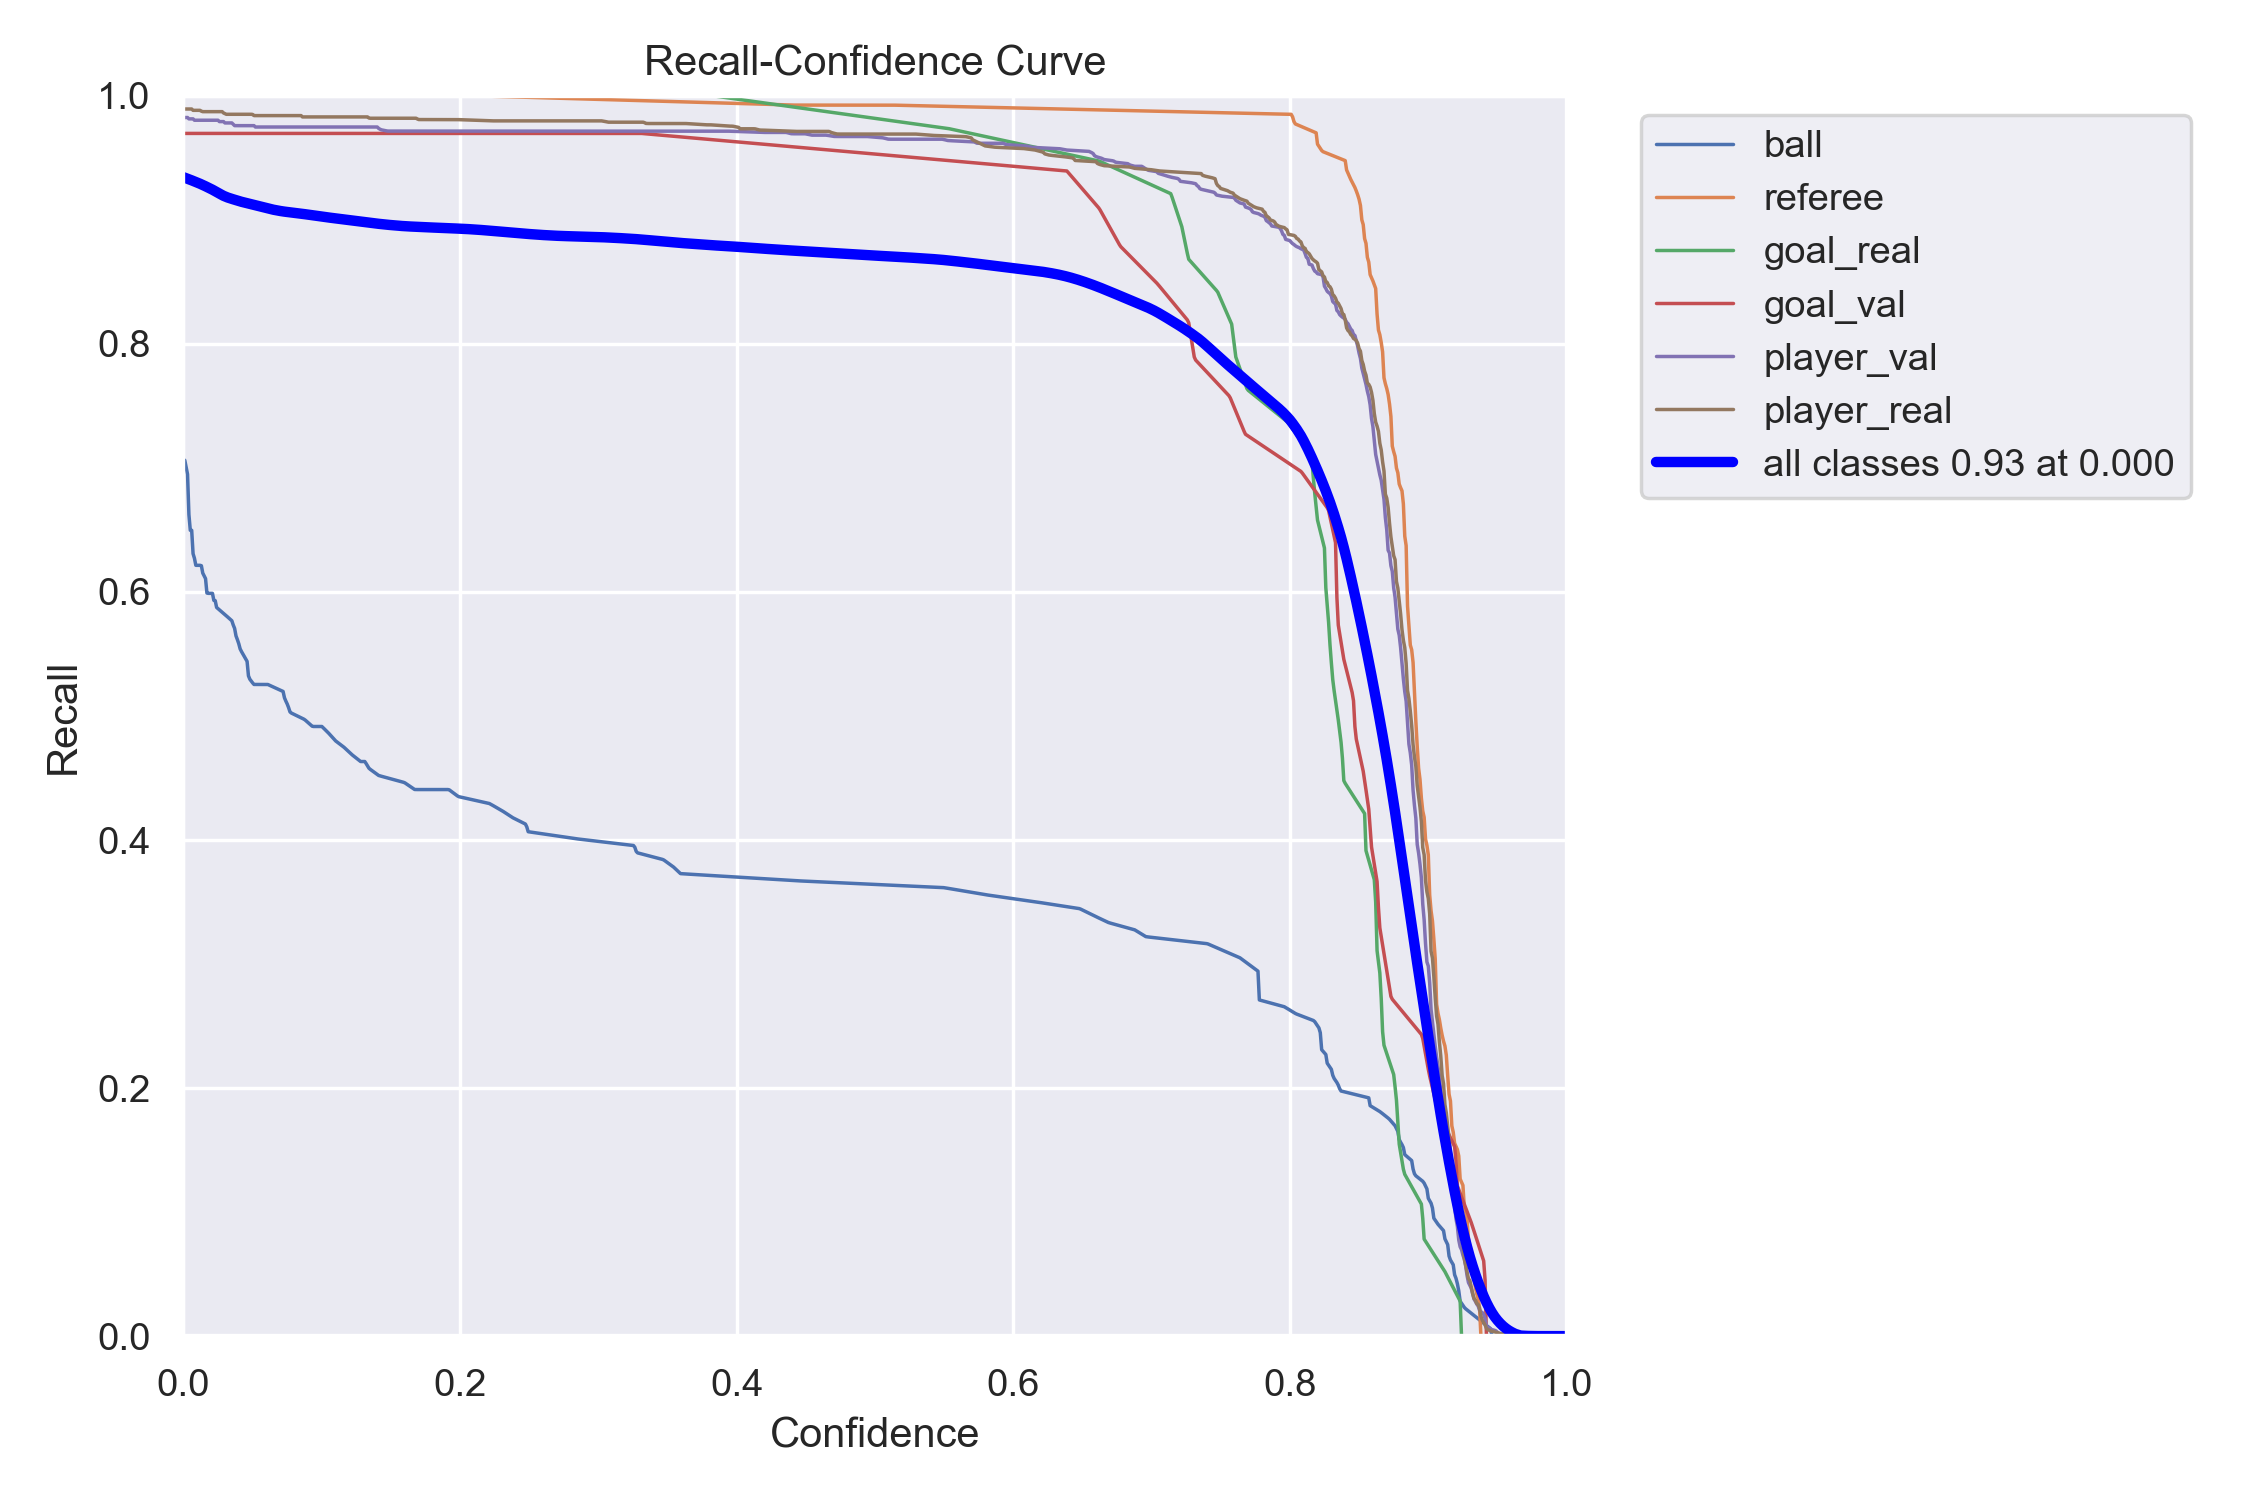 Recall-Confidence Curve
1.0
0.8
0.6
0.4
0.2
0.0
Recall
0.0 0.2 0.4 0.6 0.8 1.0
Confidence
ball
referee
goal_real
goal_val
player_val
player_real
all classes 0.93 at 0.000